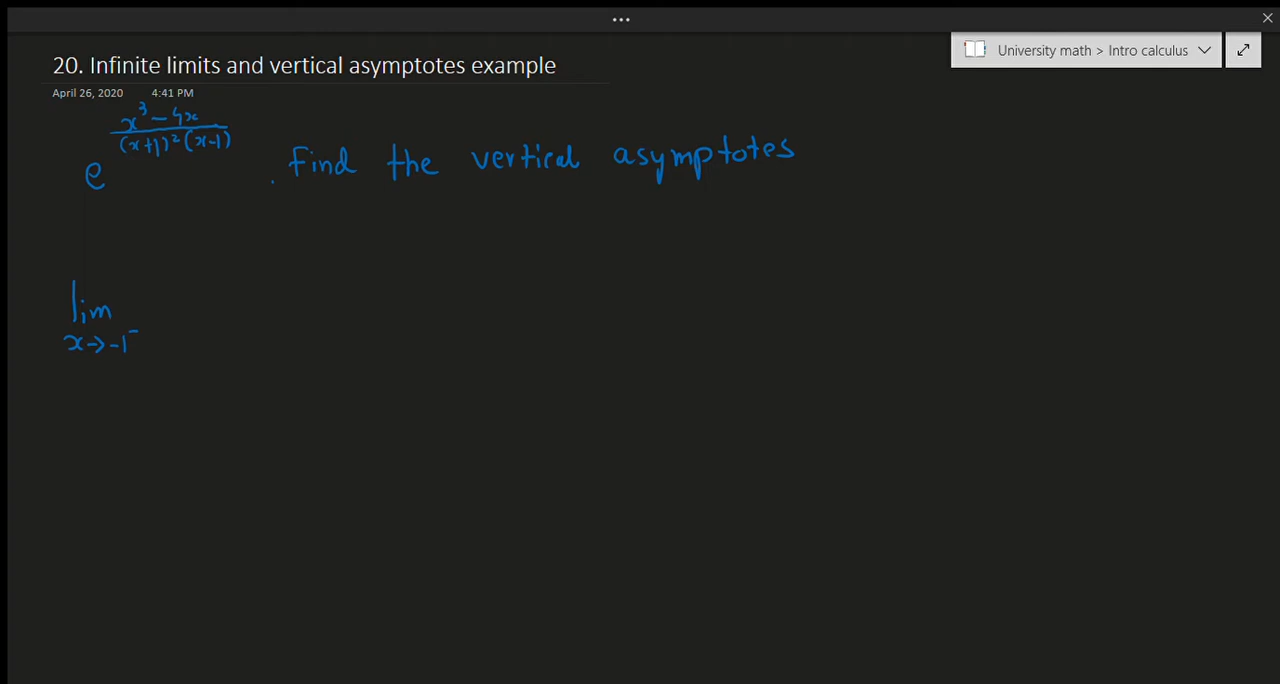 •••
University math > Intro calculus
20. Infinite limits and vertical asymptotes example
April 26, 2020 4:41 PM
e^((x³ - 4x)/((x+1)²(x-1))) . Find the vertical asymptotes
lim
x→-1⁻